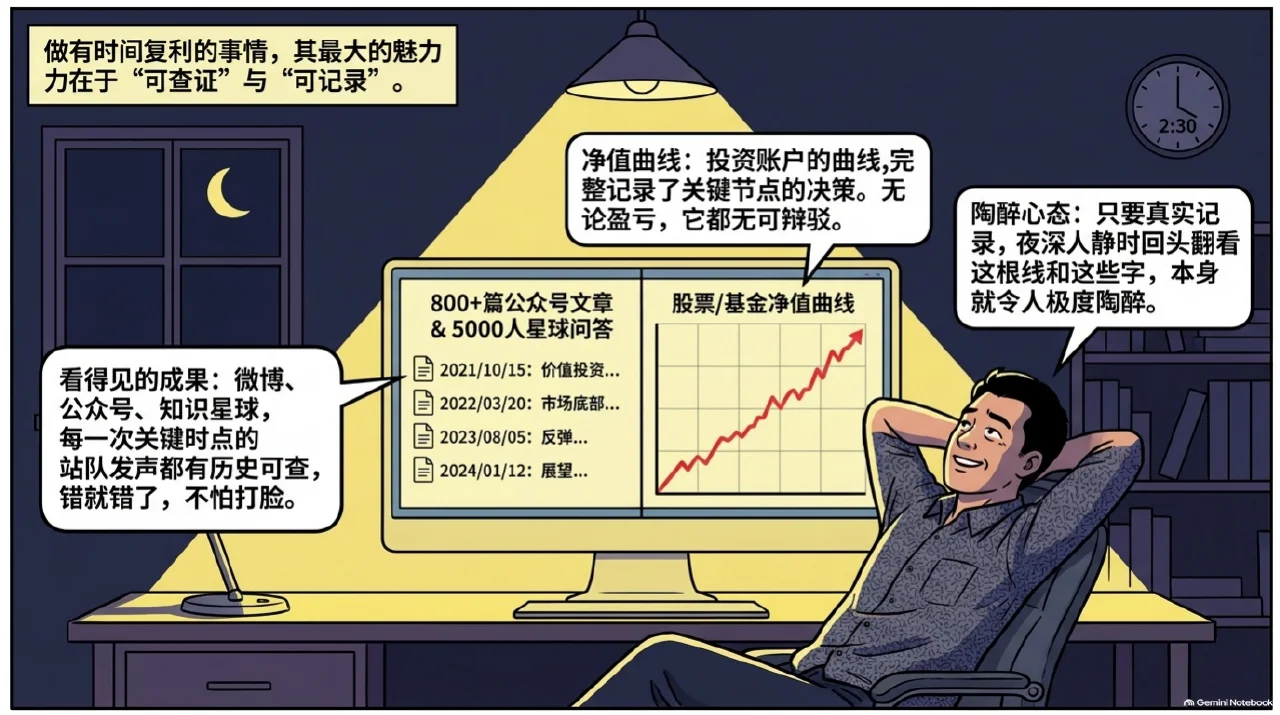 做有时间复利的事情，其最大的魅力
力在于“可查证”与“可记录”。
2:30
净值曲线：投资账户的曲线,完
整记录了关键节点的决策。无
论盈亏，它都无可辩驳。
陶醉心态：只要真实记
录，夜深人静时回头翻看
这根线和这些字，本身
就令人极度陶醉。
800+篇公众号文章
& 5000人星球问答
2021/10/15：价值投资...
2022/03/20：市场底部...
2023/08/05：反弹...
2024/01/12：展望...
股票/基金净值曲线
看得见的成果：微博、
公众号、知识星球，
每一次关键时点的
站队发声都有历史可查，
错就错了，不怕打脸。
Gemini Notebook